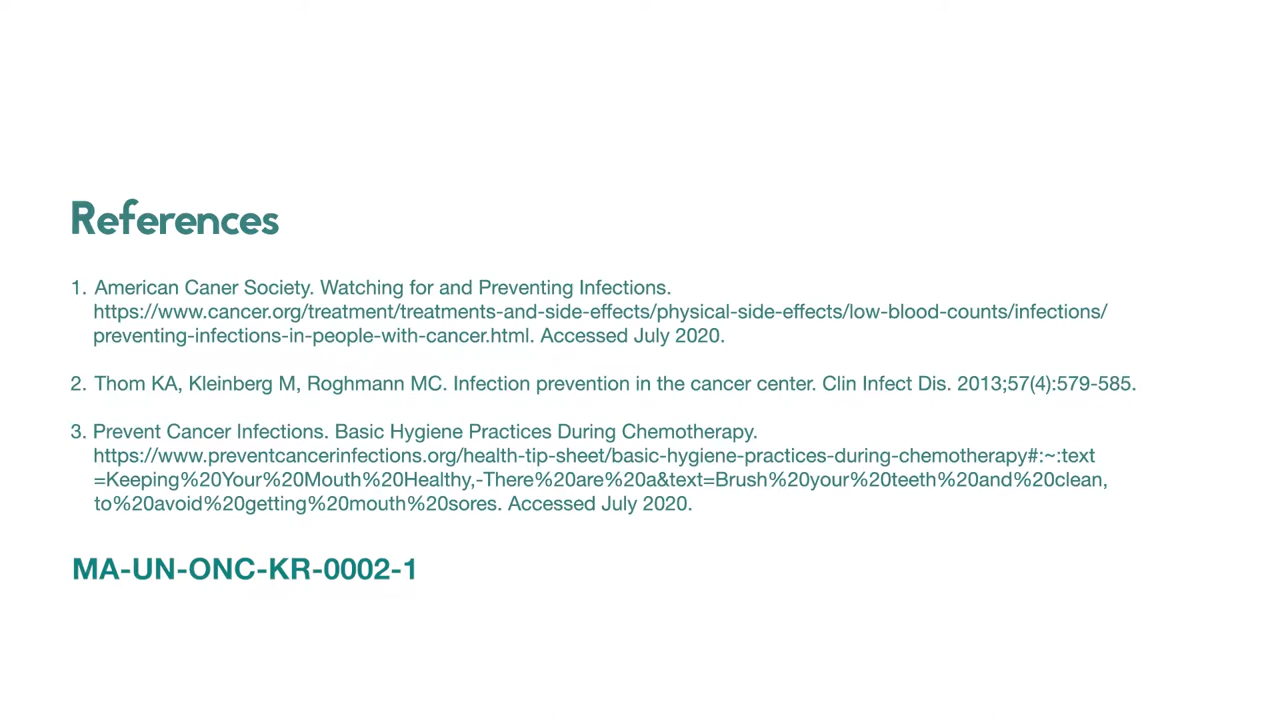 References
1. American Caner Society. Watching for and Preventing Infections.
https://www.cancer.org/treatment/treatments-and-side-effects/physical-side-effects/low-blood-counts/infections/
preventing-infections-in-people-with-cancer.html. Accessed July 2020.
2. Thom KA, Kleinberg M, Roghmann MC. Infection prevention in the cancer center. Clin Infect Dis. 2013;57(4):579-585.
3. Prevent Cancer Infections. Basic Hygiene Practices During Chemotherapy.
https://www.preventcancerinfections.org/health-tip-sheet/basic-hygiene-practices-during-chemotherapy#:~:text
=Keeping%20Your%20Mouth%20Healthy,-There%20are%20a&text=Brush%20your%20teeth%20and%20clean,
to%20avoid%20getting%20mouth%20sores. Accessed July 2020.
MA-UN-ONC-KR-0002-1